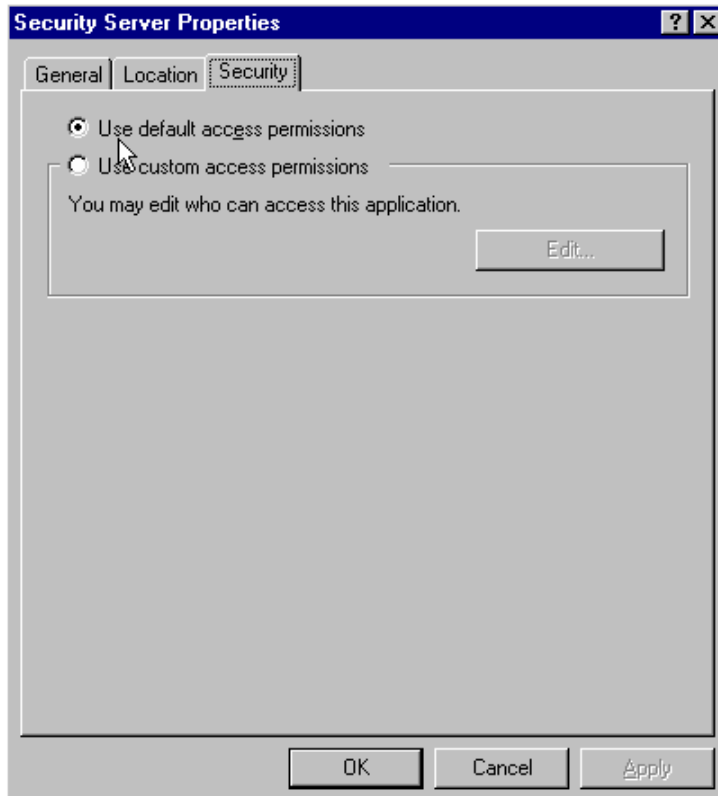 Security Server Properties
General Location Security
Use default access permissions
Use custom access permissions
You may edit who can access this application.
Edit...
OK Cancel Apply